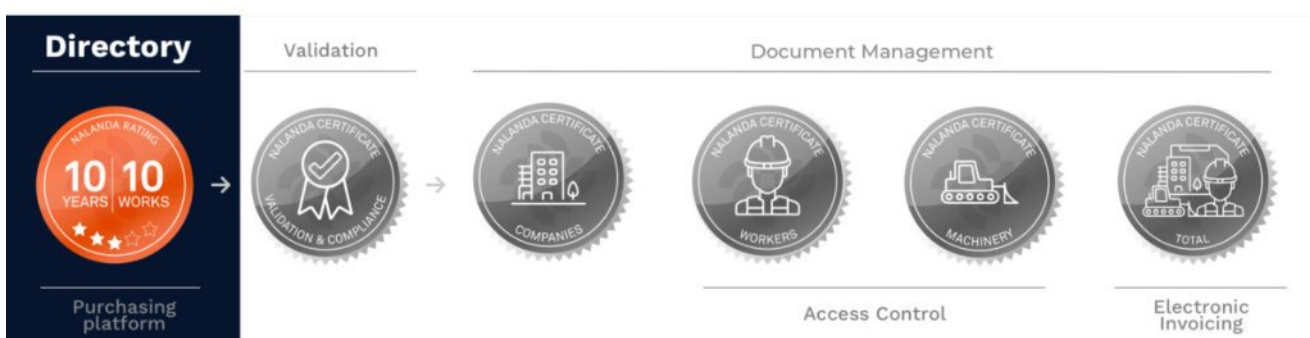 Directory
Validation
Document Management
NALANDA RATING
10 10
YEARS WORKS
Purchasing
platform
NALANDA CERTIFICATE
VALIDATION & COMPLIANCE
NALANDA CERTIFICATE
COMPANIES
NALANDA CERTIFICATE
WORKERS
NALANDA CERTIFICATE
MACHINERY
NALANDA CERTIFICATE
TOTAL
Access Control
Electronic
Invoicing